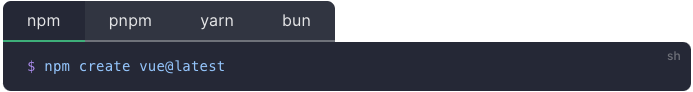 npm pnpm yarn bun
sh
$ npm create vue@latest